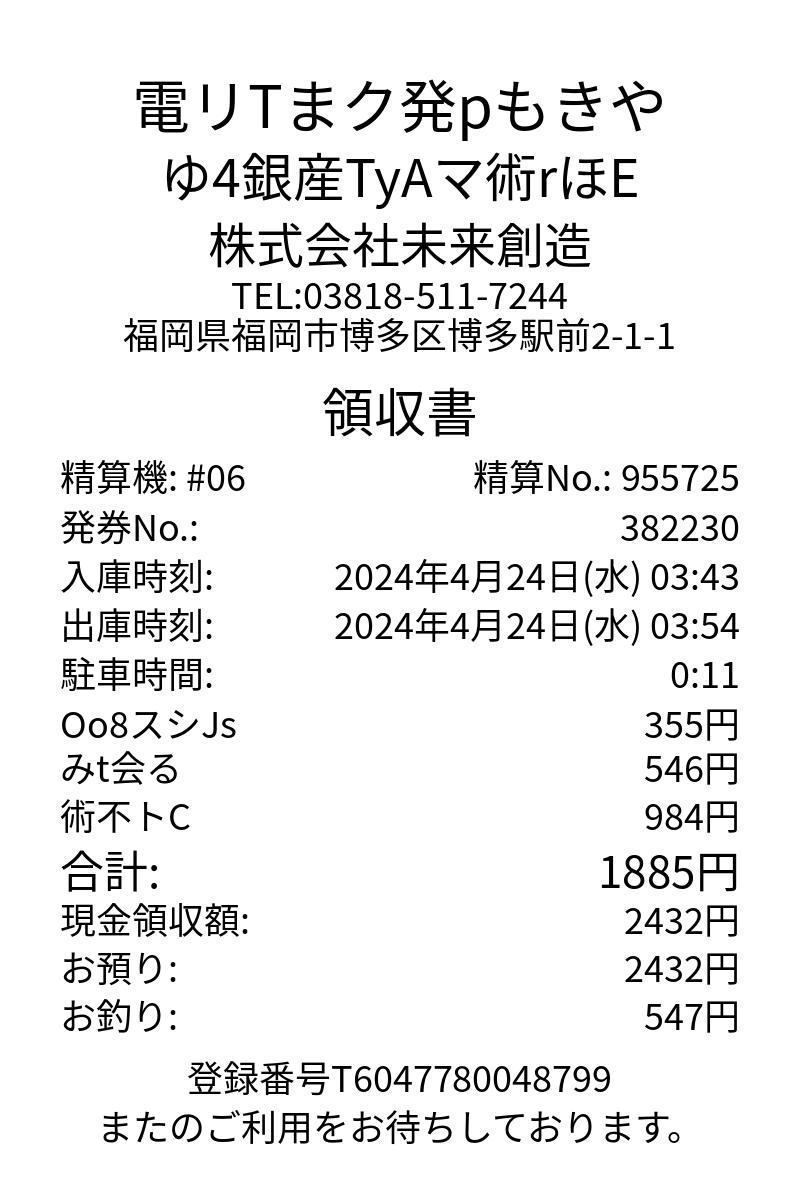 電リTまク発pもきや
ゆ4銀産TyAマ術rほE
株式会社未来創造
TEL:03818-511-7244
福岡県福岡市博多区博多駅前2-1-1
領収書
精算機: #06 精算No.: 955725
発券No.: 382230
入庫時刻: 2024年4月24日(水) 03:43
出庫時刻: 2024年4月24日(水) 03:54
駐車時間: 0:11
Oo8スシJs 355円
みt会る 546円
術不トC 984円
合計: 1885円
現金領収額: 2432円
お預り: 2432円
お釣り: 547円
登録番号T6047780048799
またのご利用をお待ちしております。